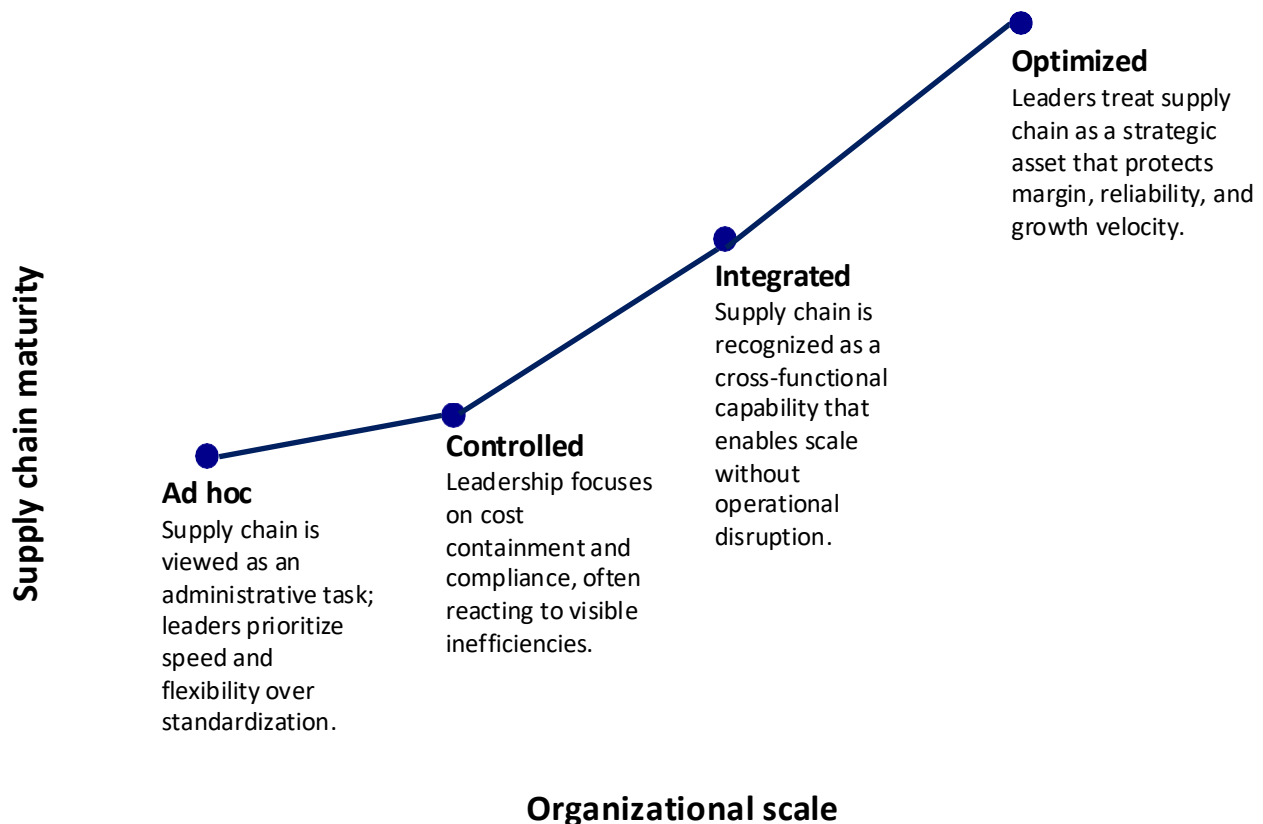 Optimized
Leaders treat supply
chain as a strategic
asset that protects
margin, reliability, and
growth velocity.
Integrated
Supply chain is
recognized as a
cross-functional
capability that
enables scale
without
operational
disruption.
Controlled
Leadership focuses
on cost
containment and
compliance, often
reacting to visible
inefficiencies.
Ad hoc
Supply chain is
viewed as an
administrative task;
leaders prioritize
speed and
flexibility over
standardization.
Supply chain maturity
Organizational scale